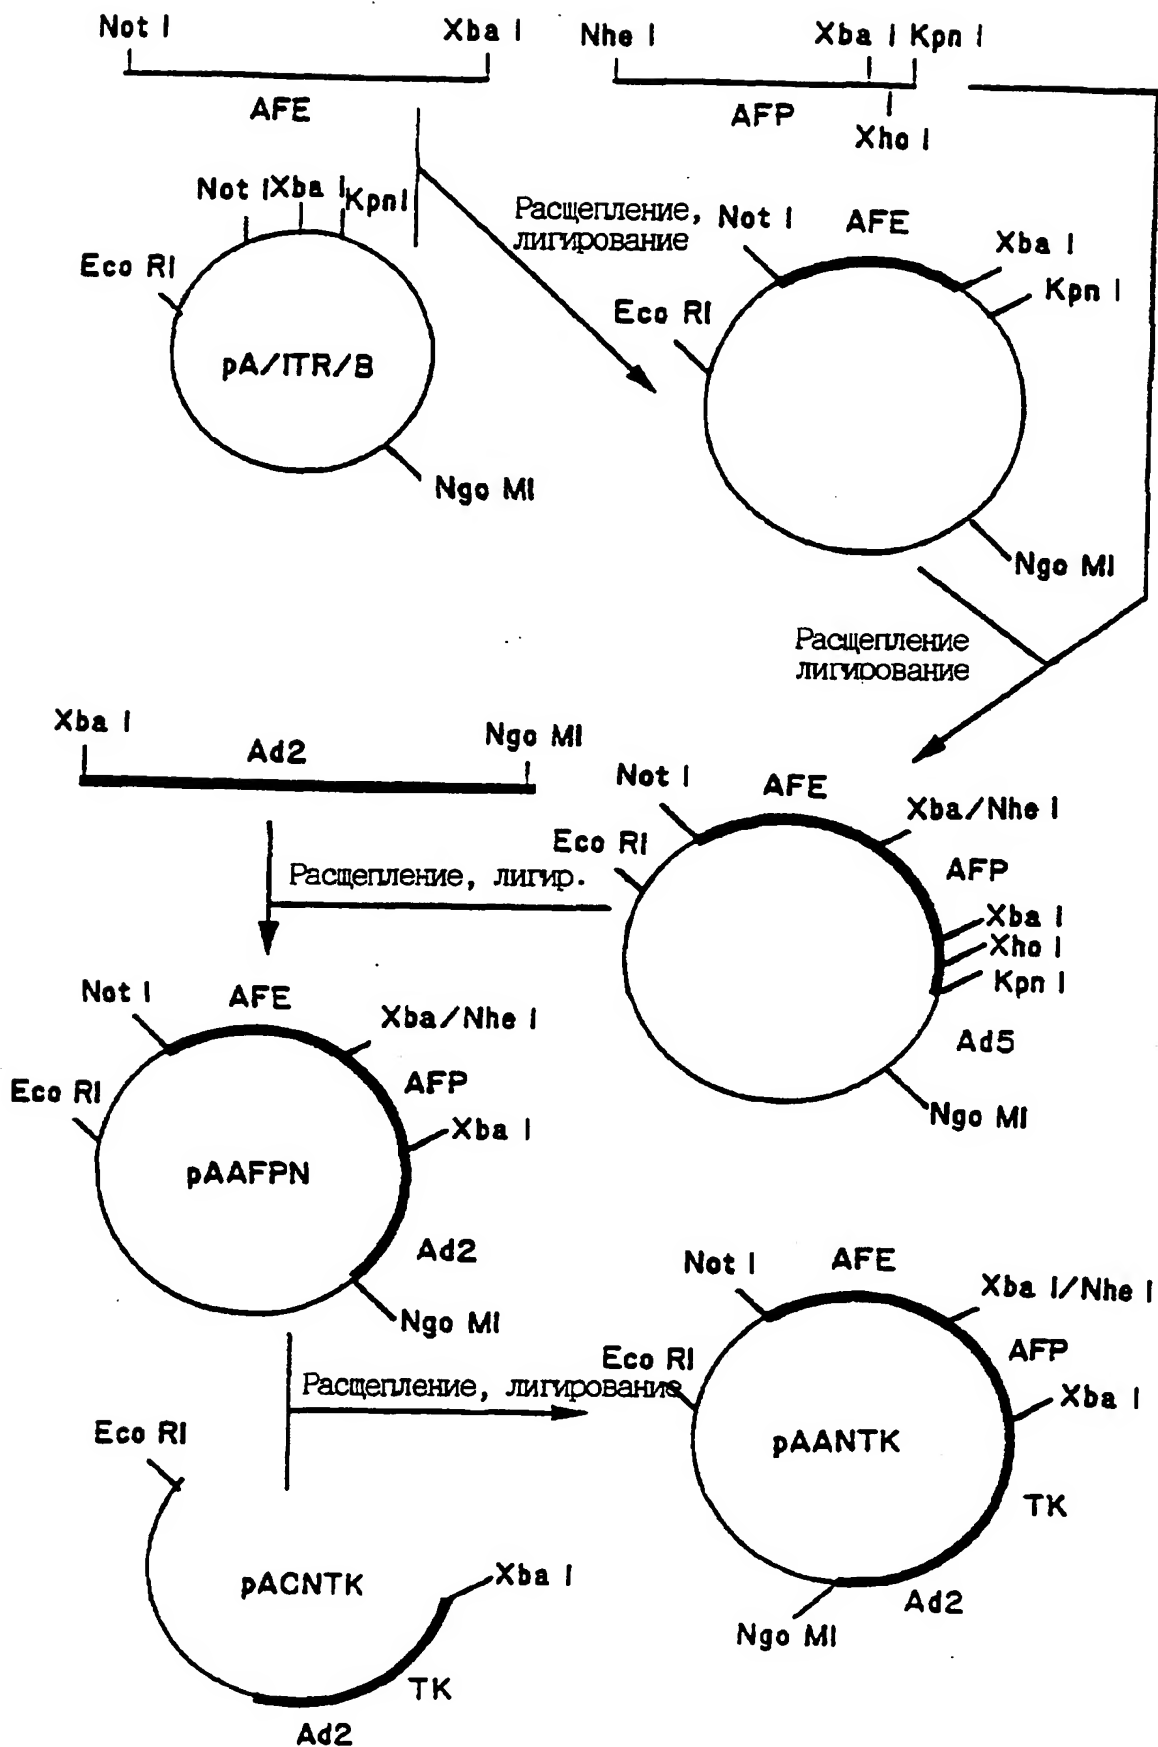 Not I
Xba I
Nhe I
Xba I
Kpn I
AFE
AFP
Xho I
Not I
Xba I
Kpn I
Eco RI
pA/ITR/B
Ngo MI
Расщепление,
лигирование
Not I
AFE
Xba I
Kpn I
Eco RI
Ngo MI
Расщепление
лигирование
Xba I
Ad2
Ngo MI
Not I
AFE
Xba/Nhe I
Eco RI
AFP
Xba I
Xho I
Kpn I
Ad5
Ngo MI
Расщепление, лигир.
Not I
AFE
Xba/Nhe I
Eco RI
AFP
Xba I
pAAFPN
Ad2
Ngo MI
Расщепление, лигирование
Not I
AFE
Xba I/Nhe I
Eco RI
AFP
Xba I
pAANTK
TK
Ad2
Ngo MI
Eco RI
pACNTK
Xba I
TK
Ad2